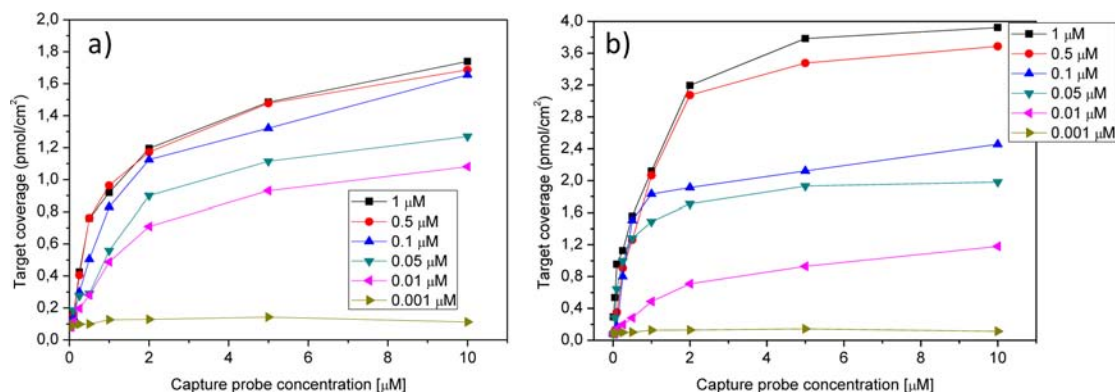 a)
2,0
1,8
1,6
1,4
1,2
1,0
0,8
0,6
0,4
0,2
0,0
Target coverage (pmol/cm²)
0
2
4
6
8
10
Capture probe concentration [µM]
1 µM
0.5 µM
0.1 µM
0.05 µM
0.01 µM
0.001 µM
b)
4,0
3,6
3,2
2,8
2,4
2,0
1,6
1,2
0,8
0,4
0,0
Target coverage (pmol/cm²)
0
2
4
6
8
10
Capture probe concentration [µM]
1 µM
0.5 µM
0.1 µM
0.05 µM
0.01 µM
0.001 µM